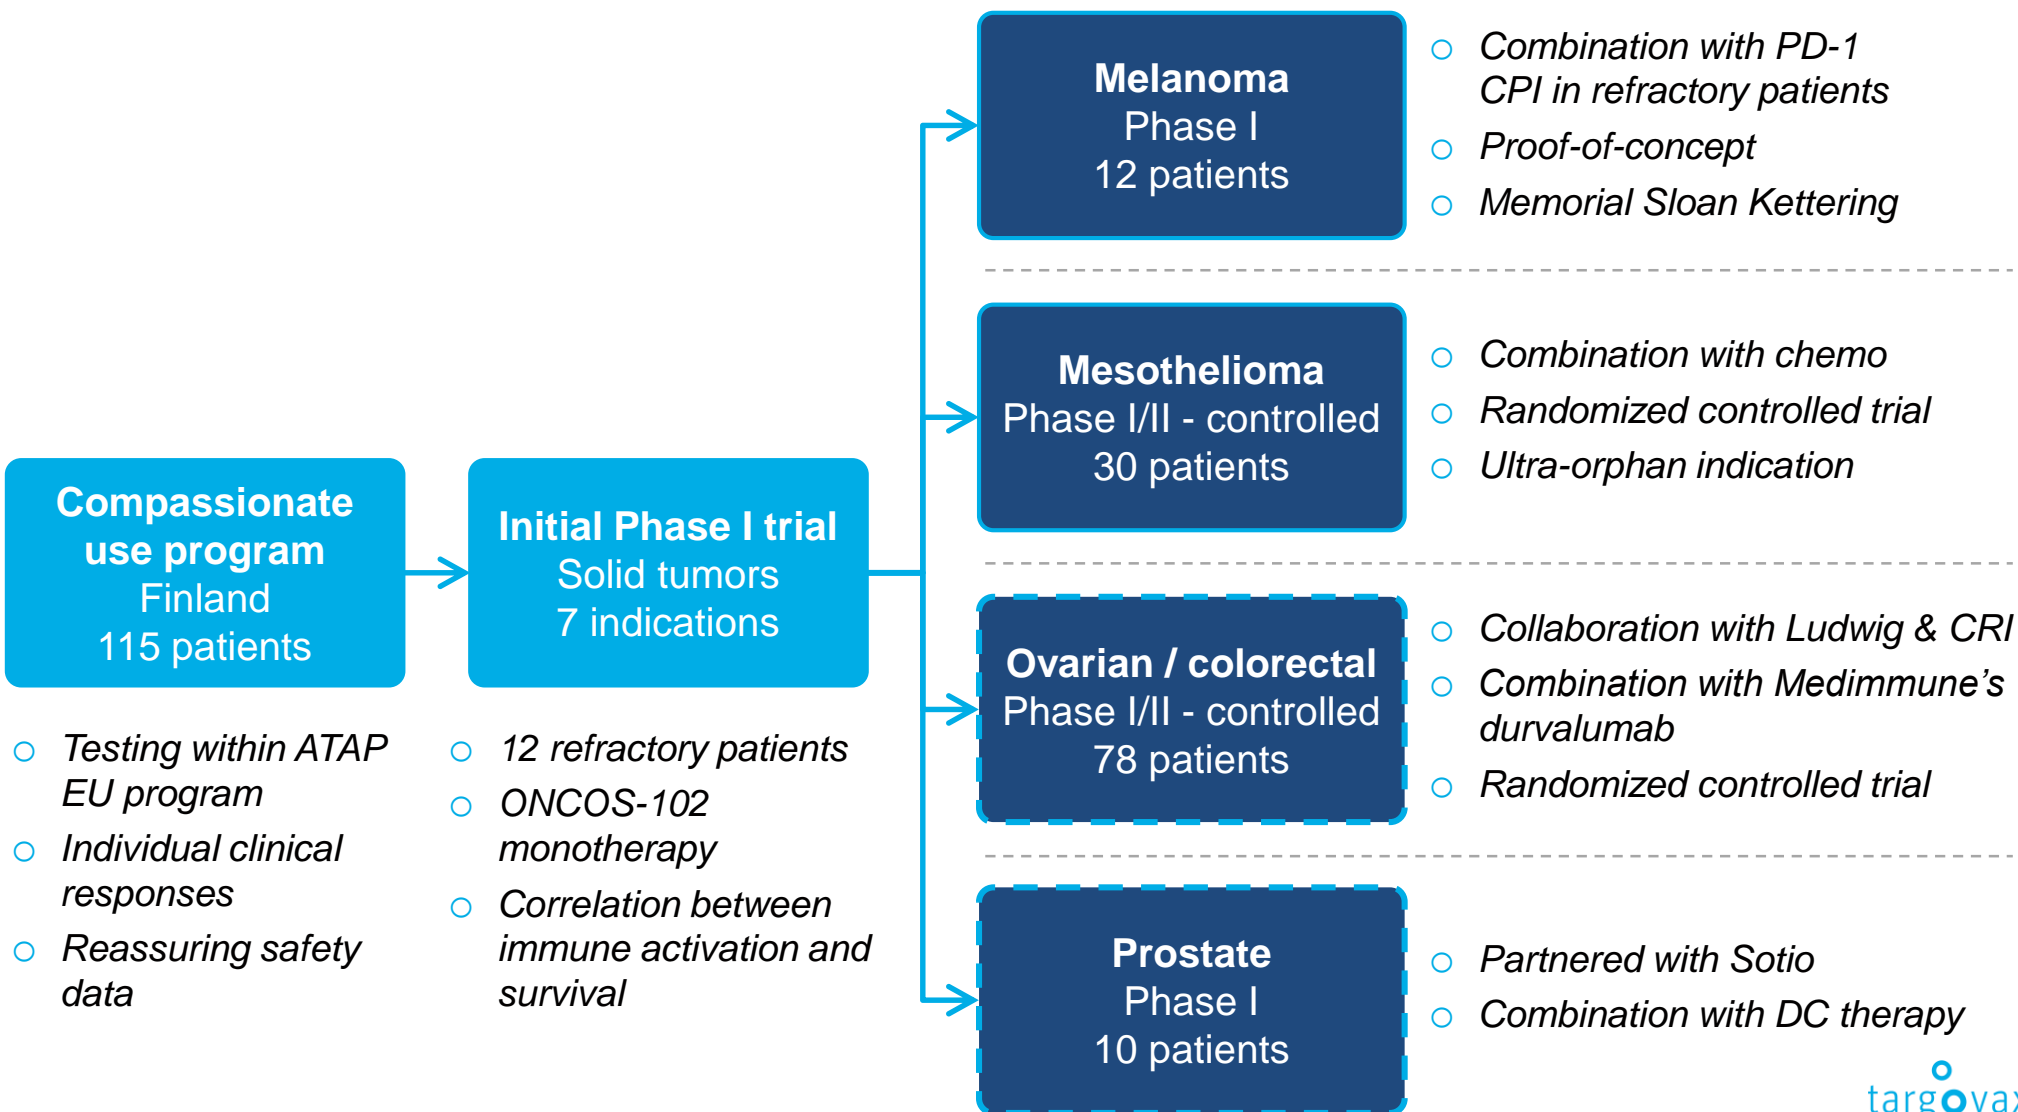 Compassionate
use program
Finland
115 patients
○ Testing within ATAP
EU program
○ Individual clinical
responses
○ Reassuring safety
data
Initial Phase I trial
Solid tumors
7 indications
○ 12 refractory patients
○ ONCOS-102
monotherapy
○ Correlation between
immune activation and
survival
Melanoma
Phase I
12 patients
○ Combination with PD-1
CPI in refractory patients
○ Proof-of-concept
○ Memorial Sloan Kettering
Mesothelioma
Phase I/II - controlled
30 patients
○ Combination with chemo
○ Randomized controlled trial
○ Ultra-orphan indication
Ovarian / colorectal
Phase I/II - controlled
78 patients
○ Collaboration with Ludwig & CRI
○ Combination with Medimmune’s
durvalumab
○ Randomized controlled trial
Prostate
Phase I
10 patients
○ Partnered with Sotio
○ Combination with DC therapy
targovax